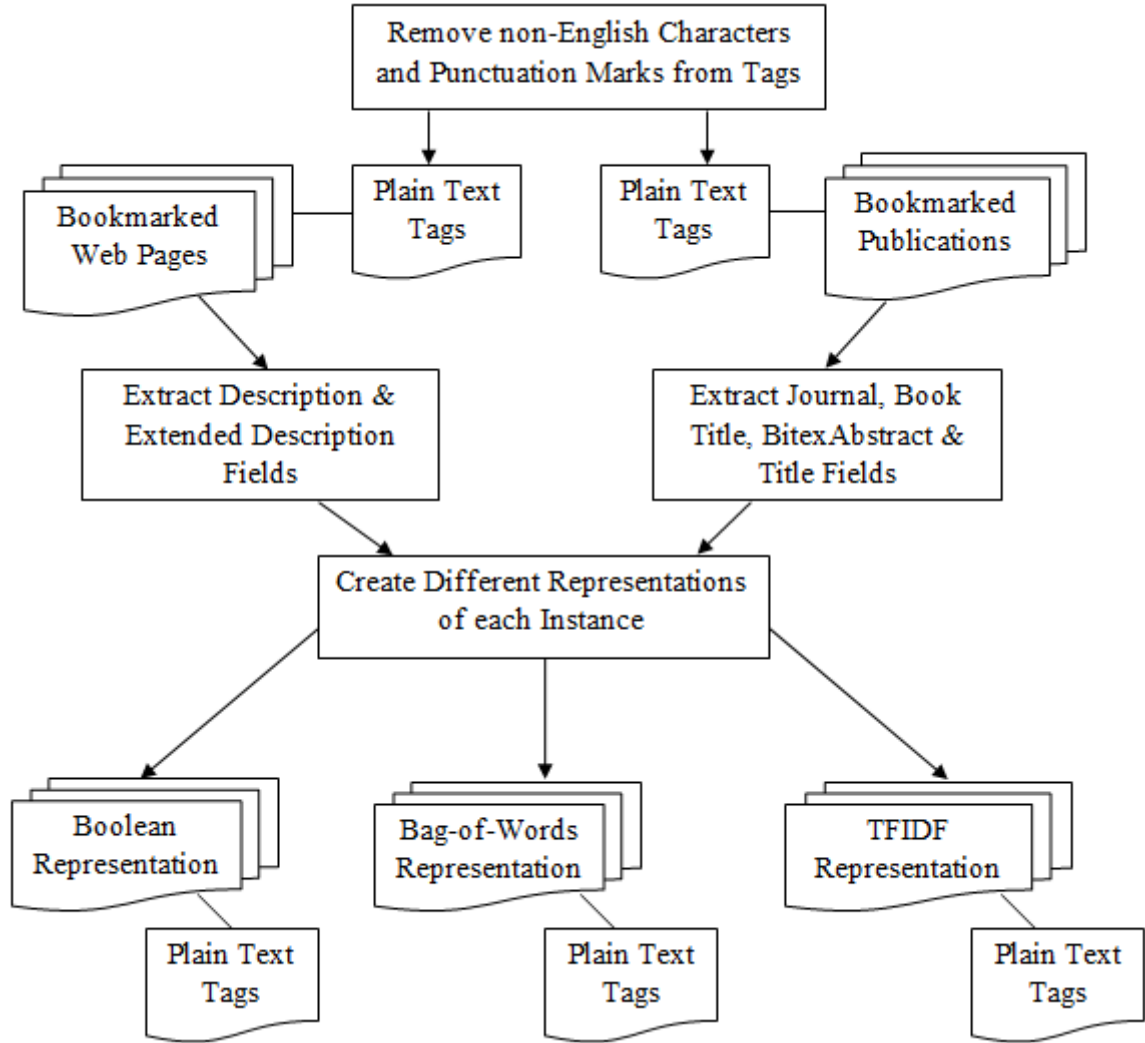 Remove non-English Characters
and Punctuation Marks from Tags
Bookmarked
Web Pages
Plain Text
Tags
Plain Text
Tags
Bookmarked
Publications
Extract Description &
Extended Description
Fields
Extract Journal, Book
Title, BitexAbstract &
Title Fields
Create Different Representations
of each Instance
Boolean
Representation
Bag-of-Words
Representation
TFIDF
Representation
Plain Text
Tags
Plain Text
Tags
Plain Text
Tags